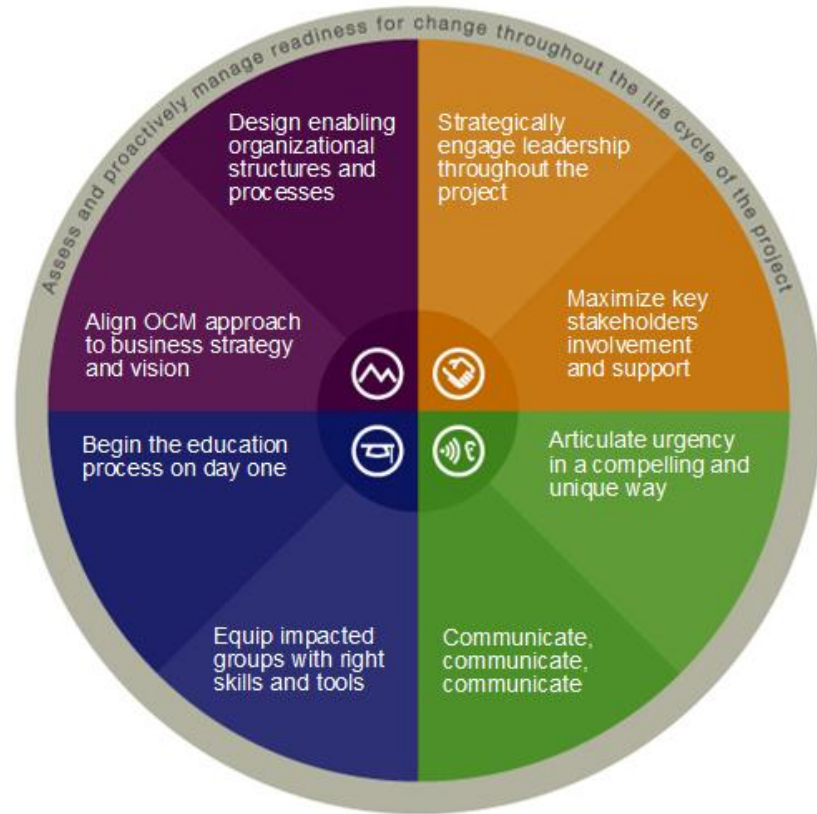 Assess and proactively manage readiness for change throughout the life cycle of the project
Design enabling
organizational
structures and
processes
Strategically
engage leadership
throughout the
project
Align OCM approach
to business strategy
and vision
Maximize key
stakeholders
involvement
and support
Begin the education
process on day one
Articulate urgency
in a compelling and
unique way
Equip impacted
groups with right
skills and tools
Communicate,
communicate,
communicate